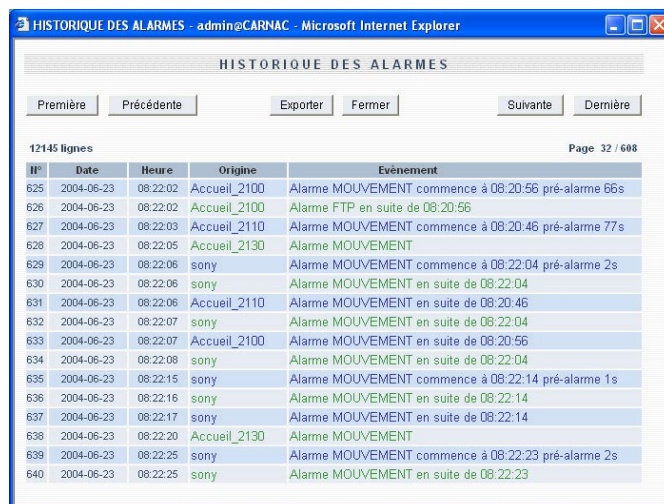 HISTORIQUE DES ALARMES - admin@CARNAC - Microsoft Internet Explorer
HISTORIQUE DES ALARMES
Première Précédente Exporter Fermer Suivante Dernière
12145 lignes Page 32 / 608
N° Date Heure Origine Evènement
625 2004-06-23 08:22:02 Accueil_2100 Alarme MOUVEMENT commence à 08:20:56 pré-alarme 66s
626 2004-06-23 08:22:02 Accueil_2100 Alarme FTP en suite de 08:20:56
627 2004-06-23 08:22:03 Accueil_2110 Alarme MOUVEMENT commence à 08:20:46 pré-alarme 77s
628 2004-06-23 08:22:05 Accueil_2130 Alarme MOUVEMENT
629 2004-06-23 08:22:06 sony Alarme MOUVEMENT commence à 08:22:04 pré-alarme 2s
630 2004-06-23 08:22:06 sony Alarme MOUVEMENT en suite de 08:22:04
631 2004-06-23 08:22:06 Accueil_2110 Alarme MOUVEMENT en suite de 08:20:46
632 2004-06-23 08:22:07 sony Alarme MOUVEMENT en suite de 08:22:04
633 2004-06-23 08:22:07 Accueil_2100 Alarme MOUVEMENT en suite de 08:20:56
634 2004-06-23 08:22:08 sony Alarme MOUVEMENT en suite de 08:22:04
635 2004-06-23 08:22:15 sony Alarme MOUVEMENT commence à 08:22:14 pré-alarme 1s
636 2004-06-23 08:22:16 sony Alarme MOUVEMENT en suite de 08:22:14
637 2004-06-23 08:22:17 sony Alarme MOUVEMENT en suite de 08:22:14
638 2004-06-23 08:22:20 Accueil_2130 Alarme MOUVEMENT
639 2004-06-23 08:22:25 sony Alarme MOUVEMENT commence à 08:22:23 pré-alarme 2s
640 2004-06-23 08:22:25 sony Alarme MOUVEMENT en suite de 08:22:23